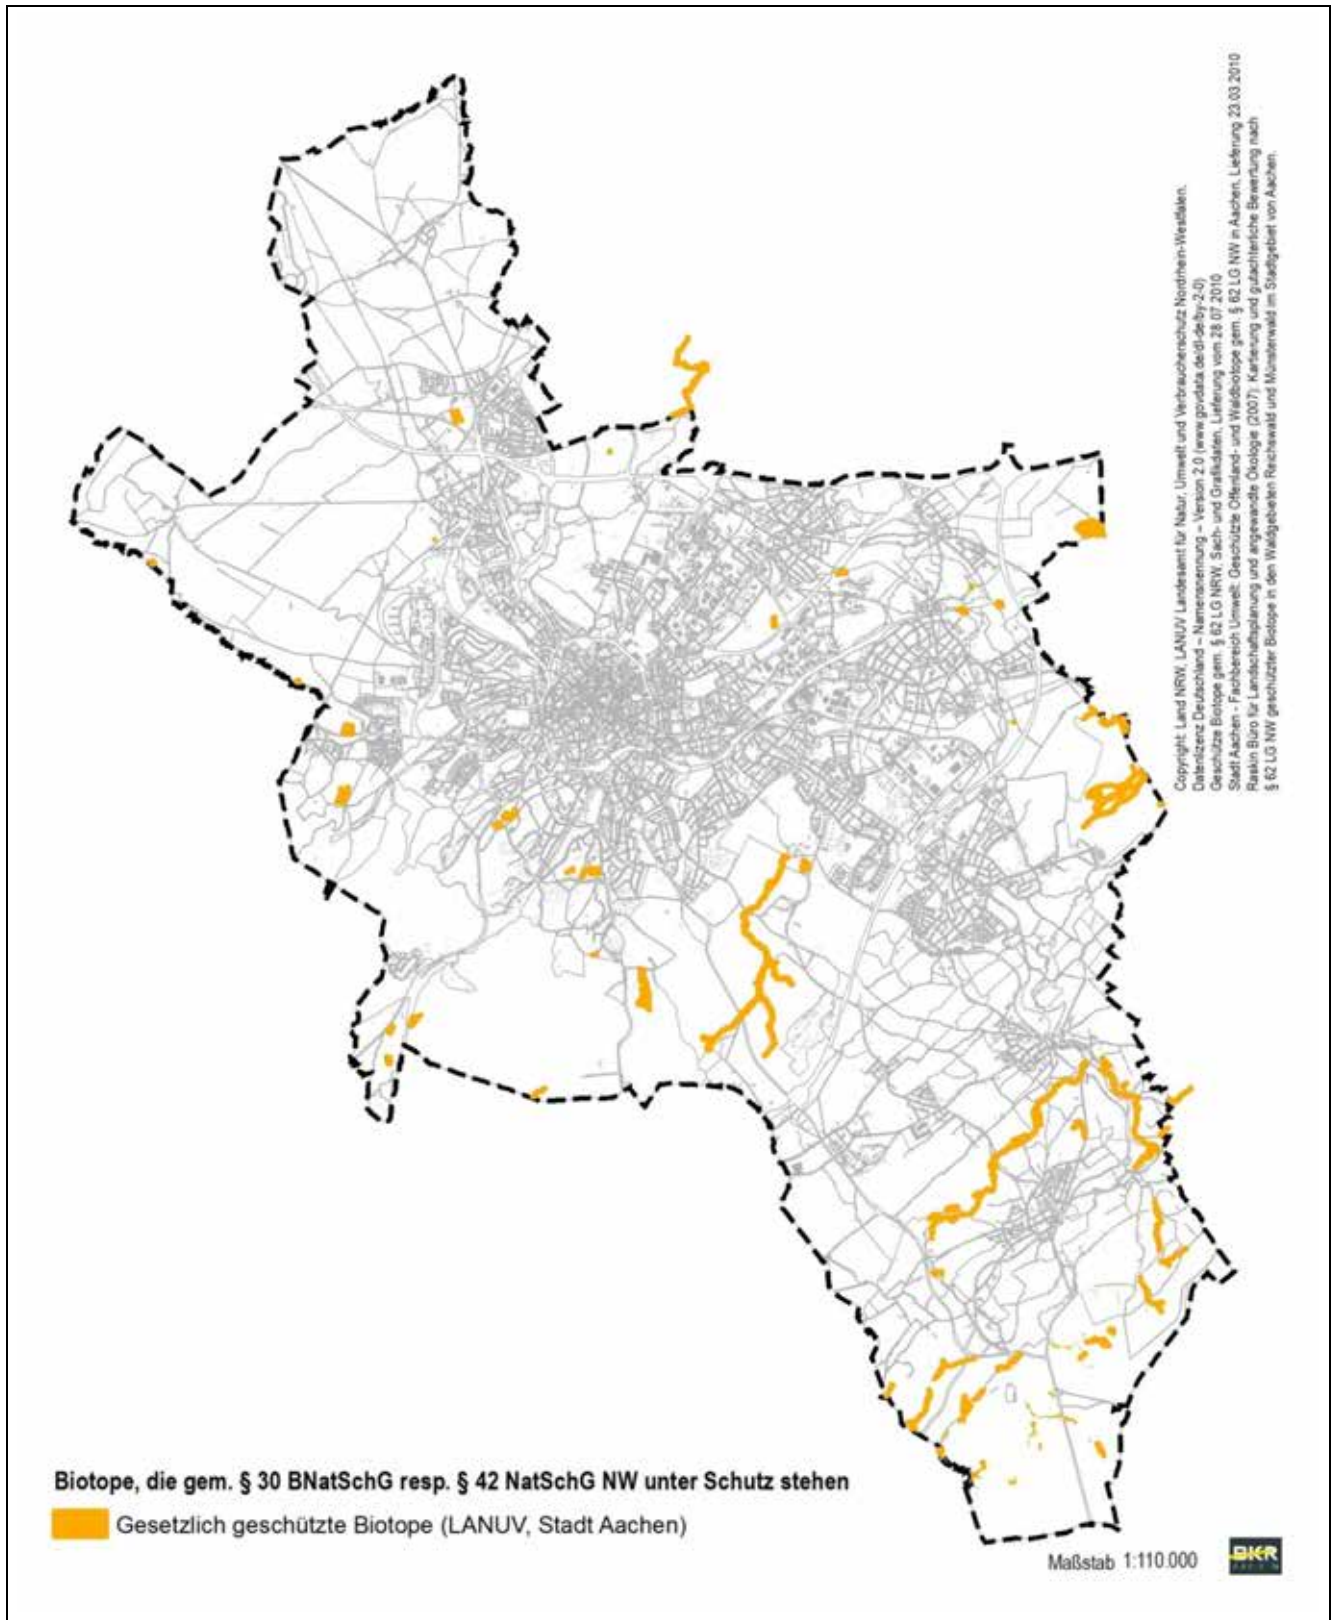 Copyright: Land NRW, LANUV Landesamt für Natur, Umwelt und Verbraucherschutz Nordrhein-Westfalen.
Datenlizenz Deutschland – Namensnennung – Version 2.0 (www.govdata.de/dl-de/by-2-0)
Geschütze Biotope gem. § 62 LG NRW, Sach- und Grafikdaten, Lieferung vom 28.07.2010
Stadt Aachen - Fachbereich Umwelt: Geschützte Offenland- und Waldbiotope gem. § 62 LG NW in Aachen, Lieferung 23.03.2010
Raskin Büro für Landschaftsplanung und angewandte Ökologie (2007): Kartierung und gutachterliche Bewertung nach
§ 62 LG NW geschützter Biotope in den Waldgebieten Reichswald und Münsterwald im Stadtgebiet von Aachen.
Biotope, die gem. § 30 BNatSchG resp. § 42 NatSchG NW unter Schutz stehen
Gesetzlich geschützte Biotope (LANUV, Stadt Aachen)
Maßstab 1:110.000
BKR